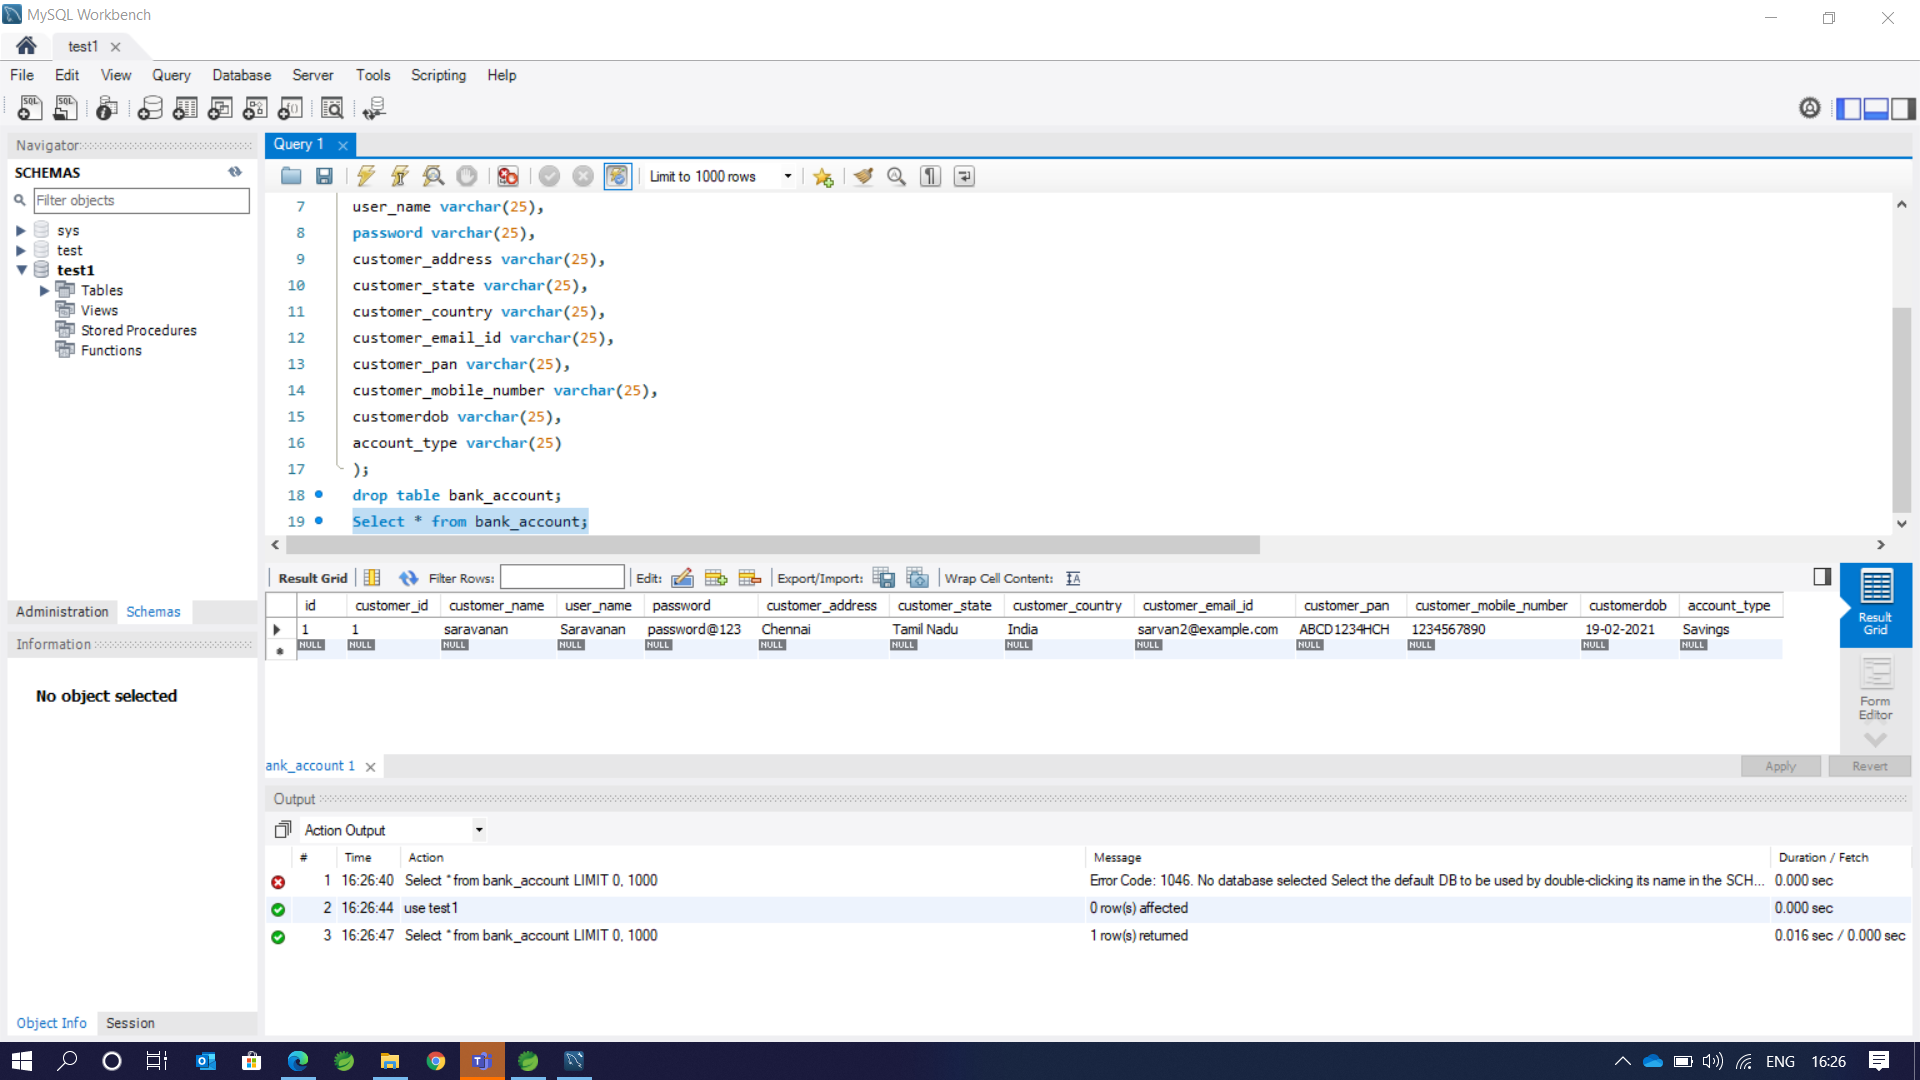 MySQL Workbench
test1
File Edit View Query Database Server Tools Scripting Help
Navigator
SCHEMAS
Filter objects
sys
test
test1
Tables
Views
Stored Procedures
Functions
Administration Schemas
Information
No object selected
Object Info Session
Query 1
Limit to 1000 rows
7 user_name varchar(25),
8 password varchar(25),
9 customer_address varchar(25),
10 customer_state varchar(25),
11 customer_country varchar(25),
12 customer_email_id varchar(25),
13 customer_pan varchar(25),
14 customer_mobile_number varchar(25),
15 customerdob varchar(25),
16 account_type varchar(25)
17 );
18 drop table bank_account;
19 Select * from bank_account;
Result Grid Filter Rows: Edit: Export/Import: Wrap Cell Content:
id customer_id customer_name user_name password customer_address customer_state customer_country customer_email_id customer_pan customer_mobile_number customerdob account_type
1 1 saravanan Saravanan password@123 Chennai Tamil Nadu India sarvan2@example.com ABCD1234HCH 1234567890 19-02-2021 Savings
NULL NULL NULL NULL NULL NULL NULL NULL NULL NULL NULL NULL NULL
Result
Grid
Form
Editor
ank_account 1
Apply Revert
Output
Action Output
# Time Action Message Duration / Fetch
1 16:26:40 Select * from bank_account LIMIT 0, 1000 Error Code: 1046. No database selected Select the default DB to be used by double-clicking its name in the SCH... 0.000 sec
2 16:26:44 use test1 0 row(s) affected 0.000 sec
3 16:26:47 Select * from bank_account LIMIT 0, 1000 1 row(s) returned 0.016 sec / 0.000 sec
ENG 16:26